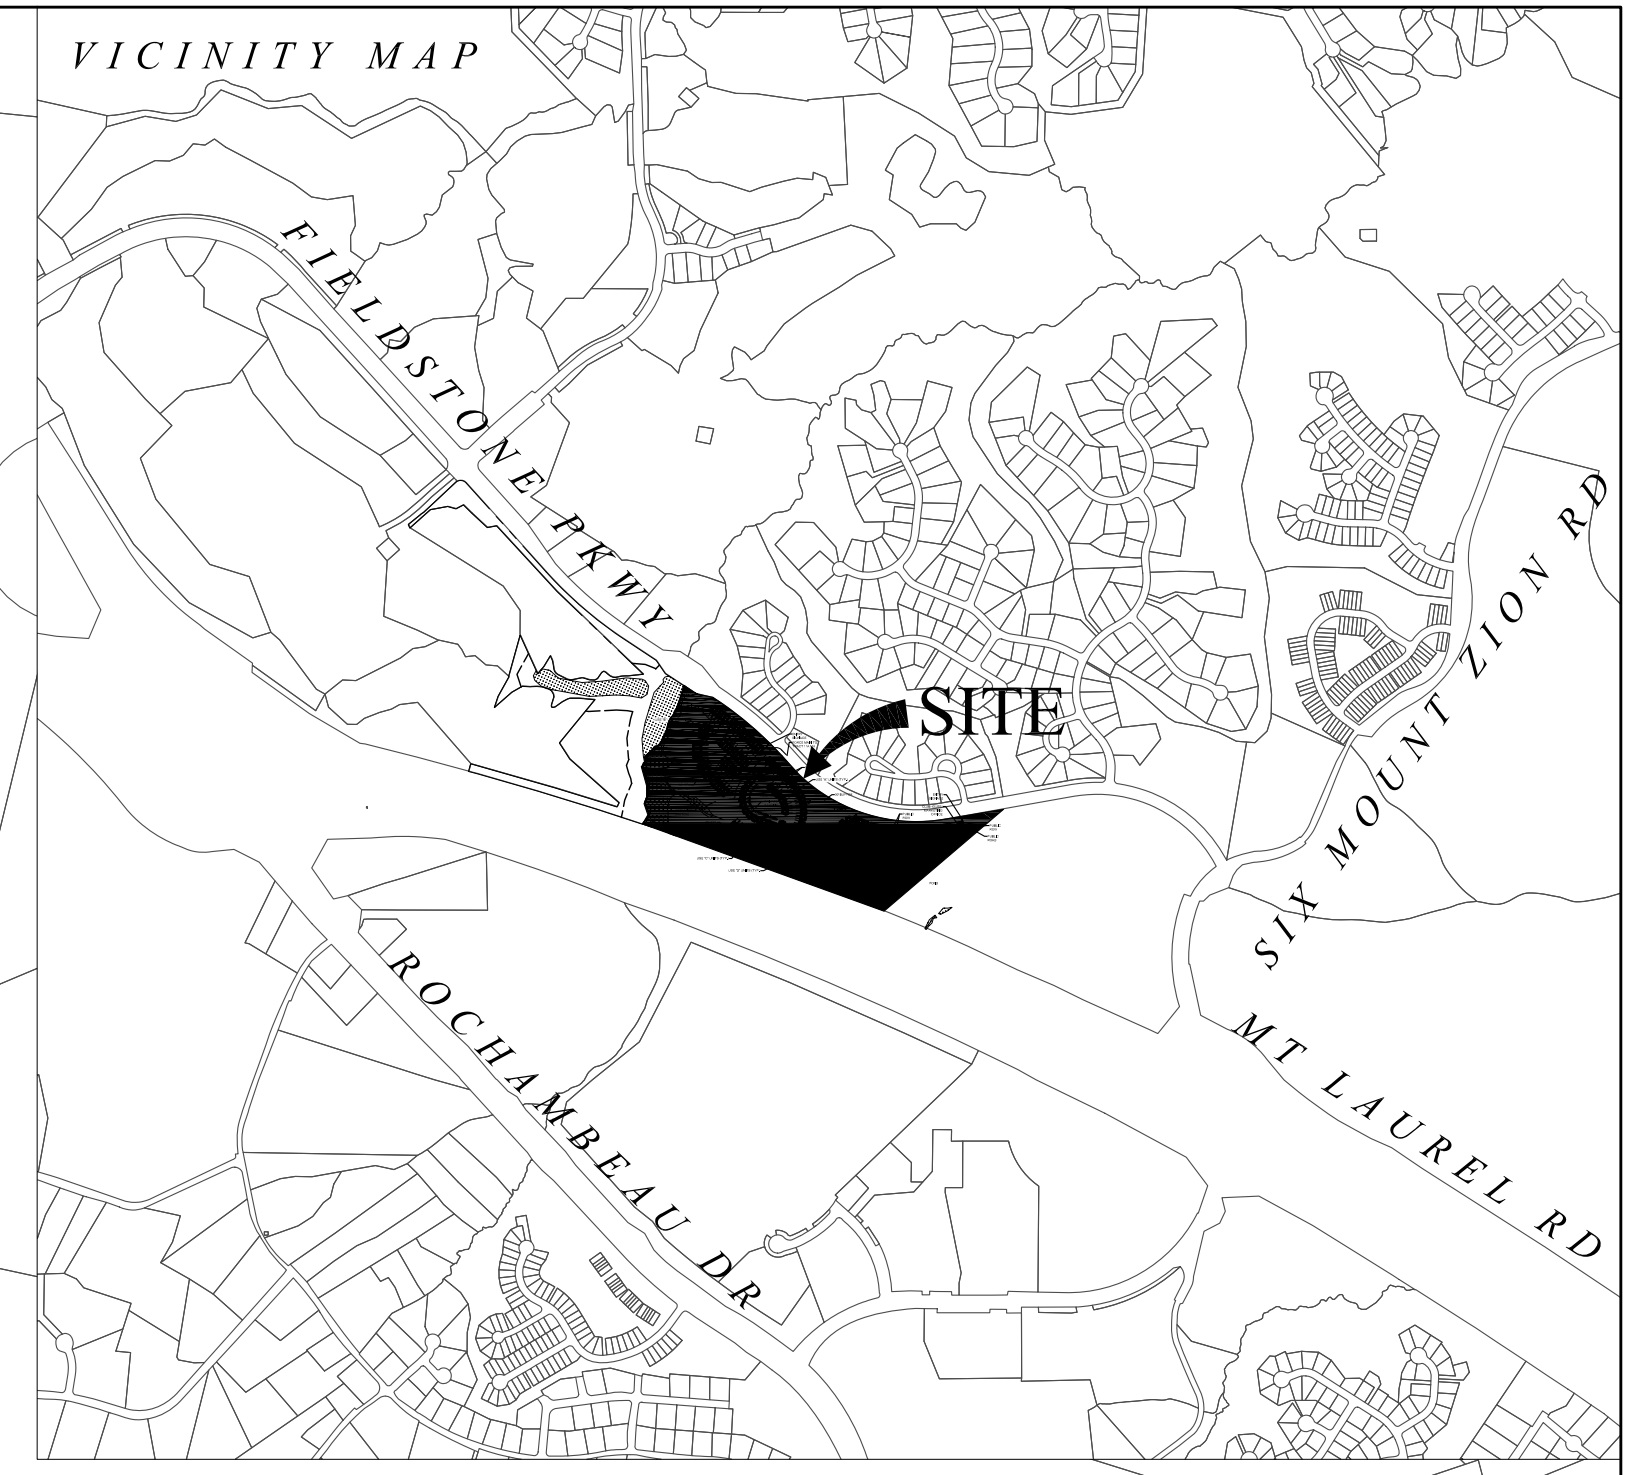 VICINITY MAP
FIELDSTONE PKWY
SITE
SIX MOUNT ZION RD
MT LAUREL RD
ROCHAMBEAU DR